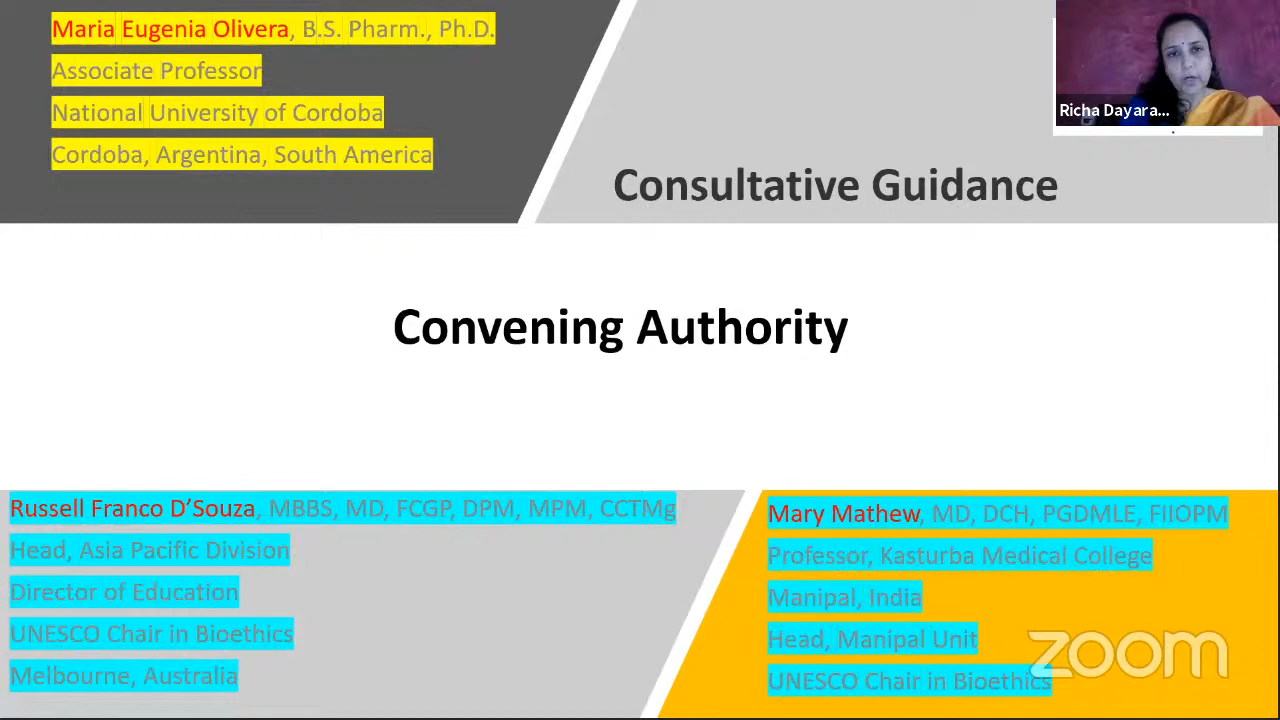 Maria Eugenia Olivera, B.S. Pharm., Ph.D.
Associate Professor
National University of Cordoba
Cordoba, Argentina, South America
Richa Dayara...
Consultative Guidance
Convening Authority
Russell Franco D’Souza, MBBS, MD, FCGP, DPM, MPM, CCTMg
Head, Asia Pacific Division
Director of Education
UNESCO Chair in Bioethics
Melbourne, Australia
Mary Mathew, MD, DCH, PGDMLE, FIIOPM
Professor, Kasturba Medical College
Manipal, India
Head, Manipal Unit
UNESCO Chair in Bioethics
zoom